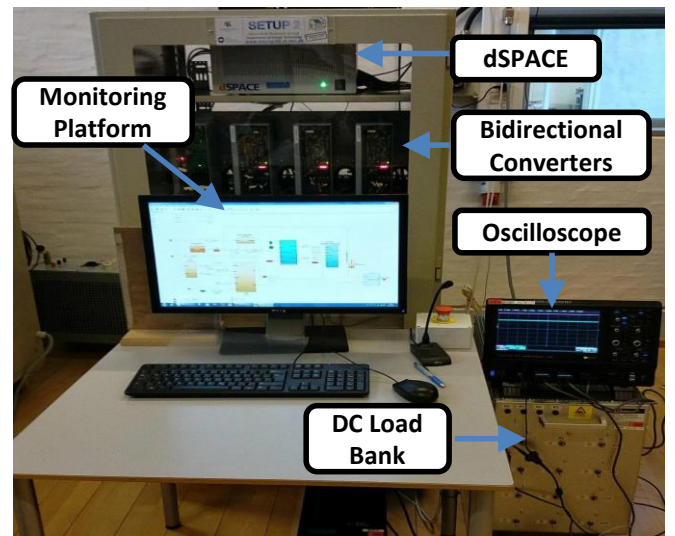 SETUP 2
dSPACE
dSPACE
Monitoring
Platform
Bidirectional
Converters
Oscilloscope
DC Load
Bank